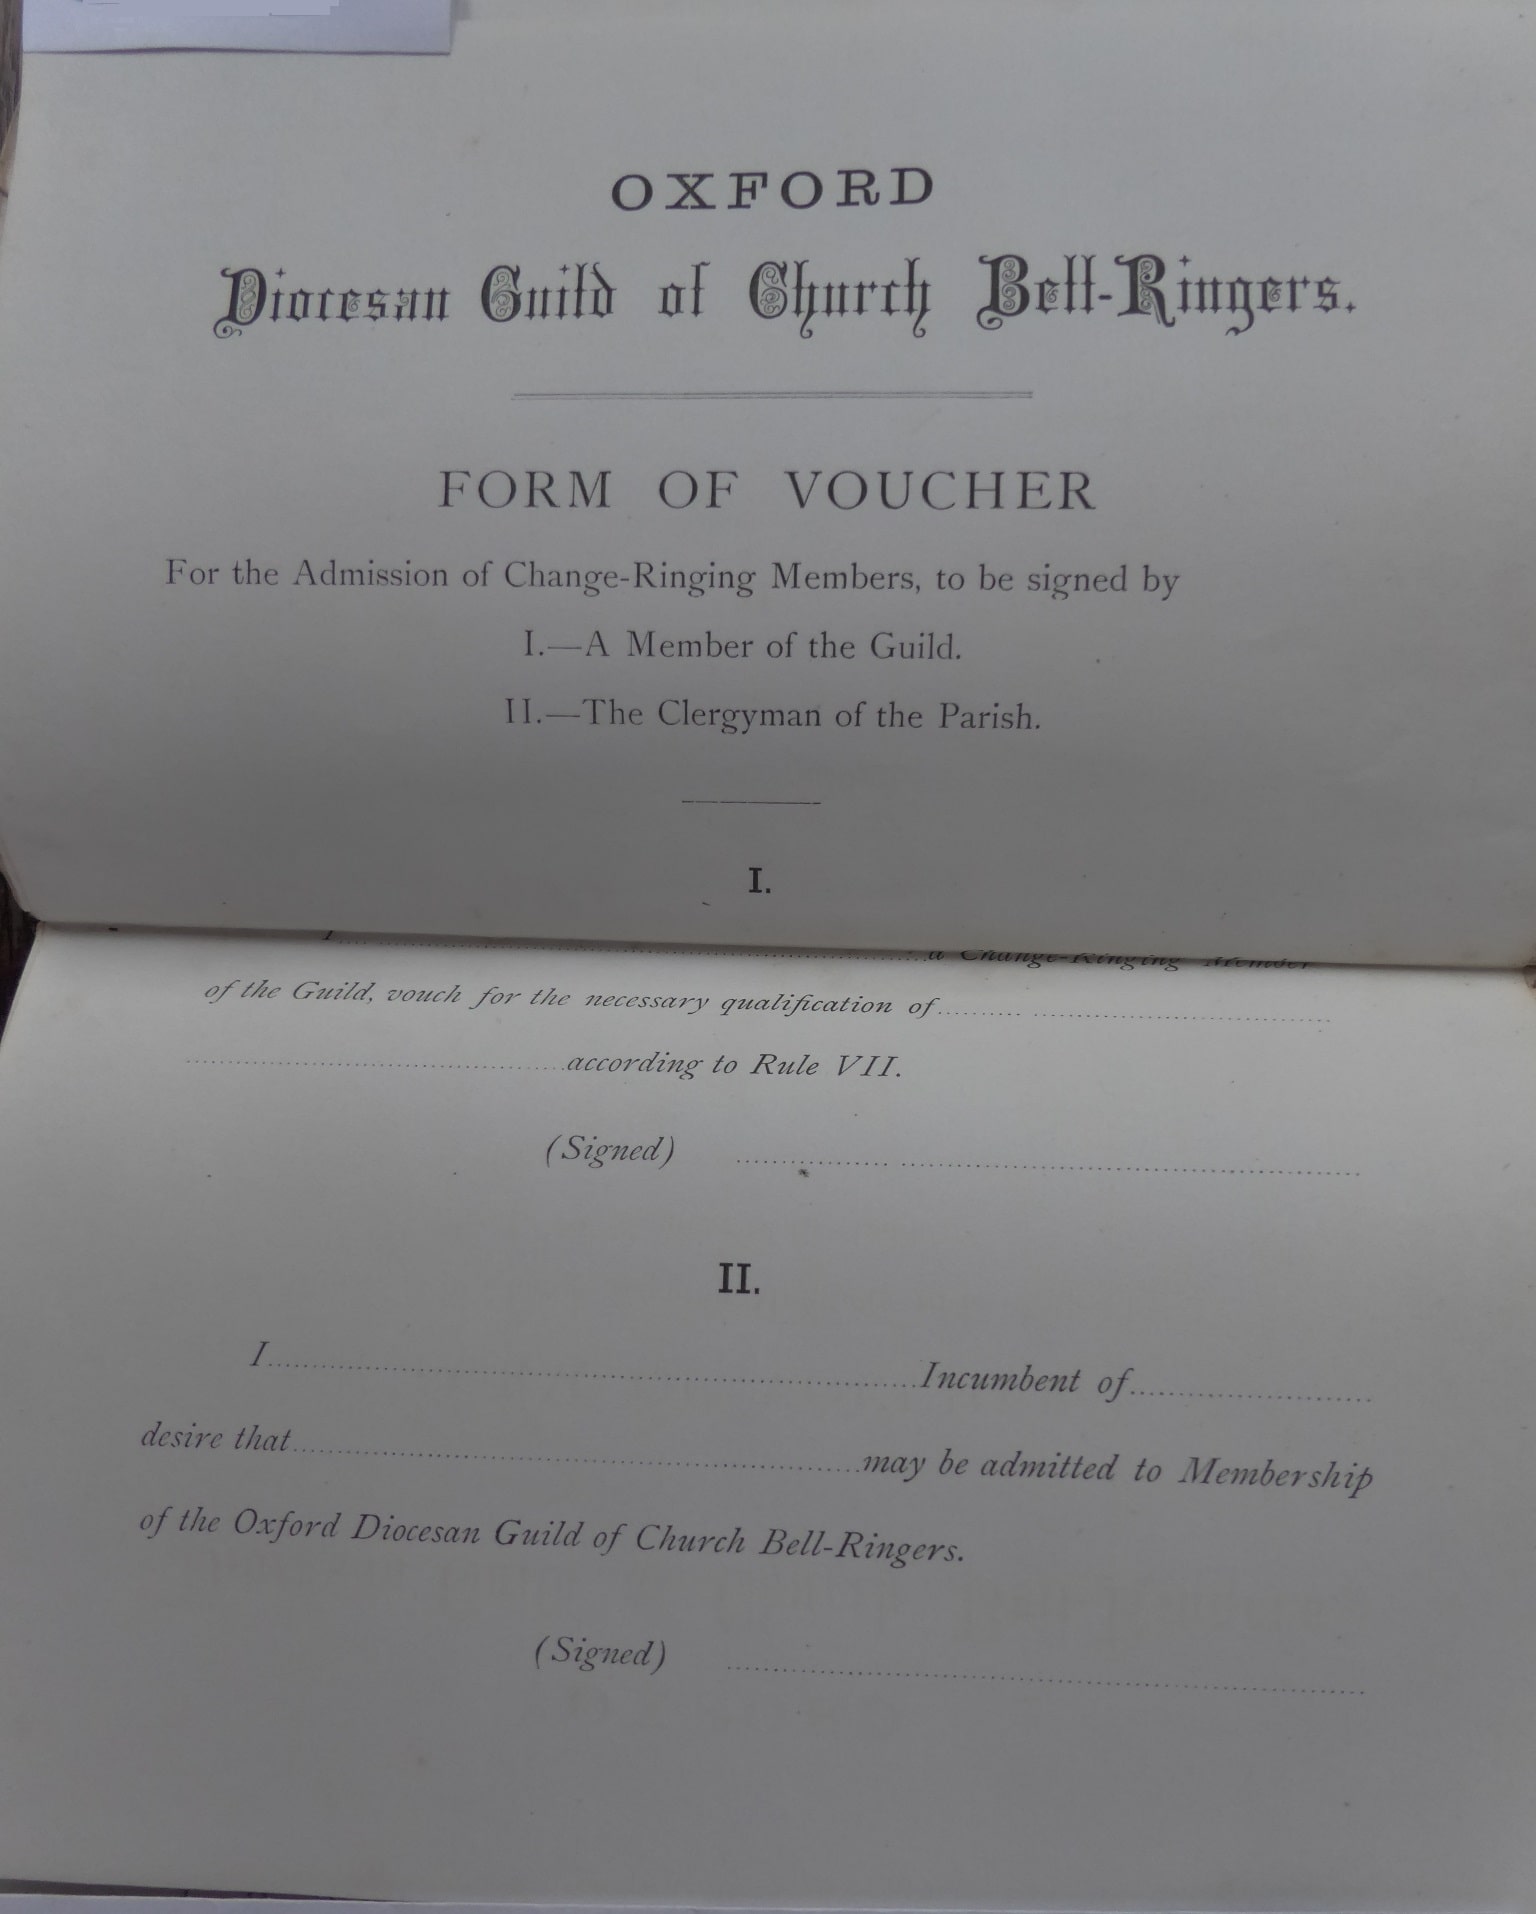 OXFORD
Diocesan Guild of Church Bell-Ringers.
FORM OF VOUCHER
For the Admission of Change-Ringing Members, to be signed by
I.—A Member of the Guild.
II.—The Clergyman of the Parish.
I.
I.......... a Change-Ringing Member
of the Guild, vouch for the necessary qualification of..........
..........according to Rule VII.
(Signed) ..........
II.
I..........Incumbent of..........
desire that..........may be admitted to Membership
of the Oxford Diocesan Guild of Church Bell-Ringers.
(Signed) ..........